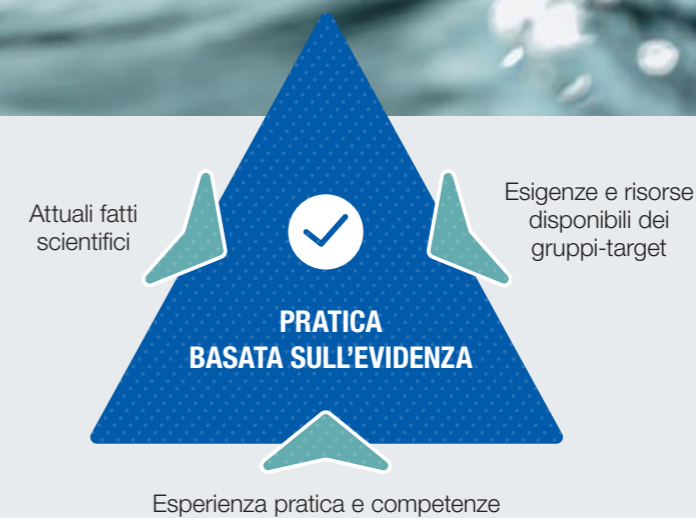 Attuali fatti
scientifici
Esigenze e risorse
disponibili dei
gruppi-target
PRATICA
BASATA SULL’EVIDENZA
Esperienza pratica e competenze